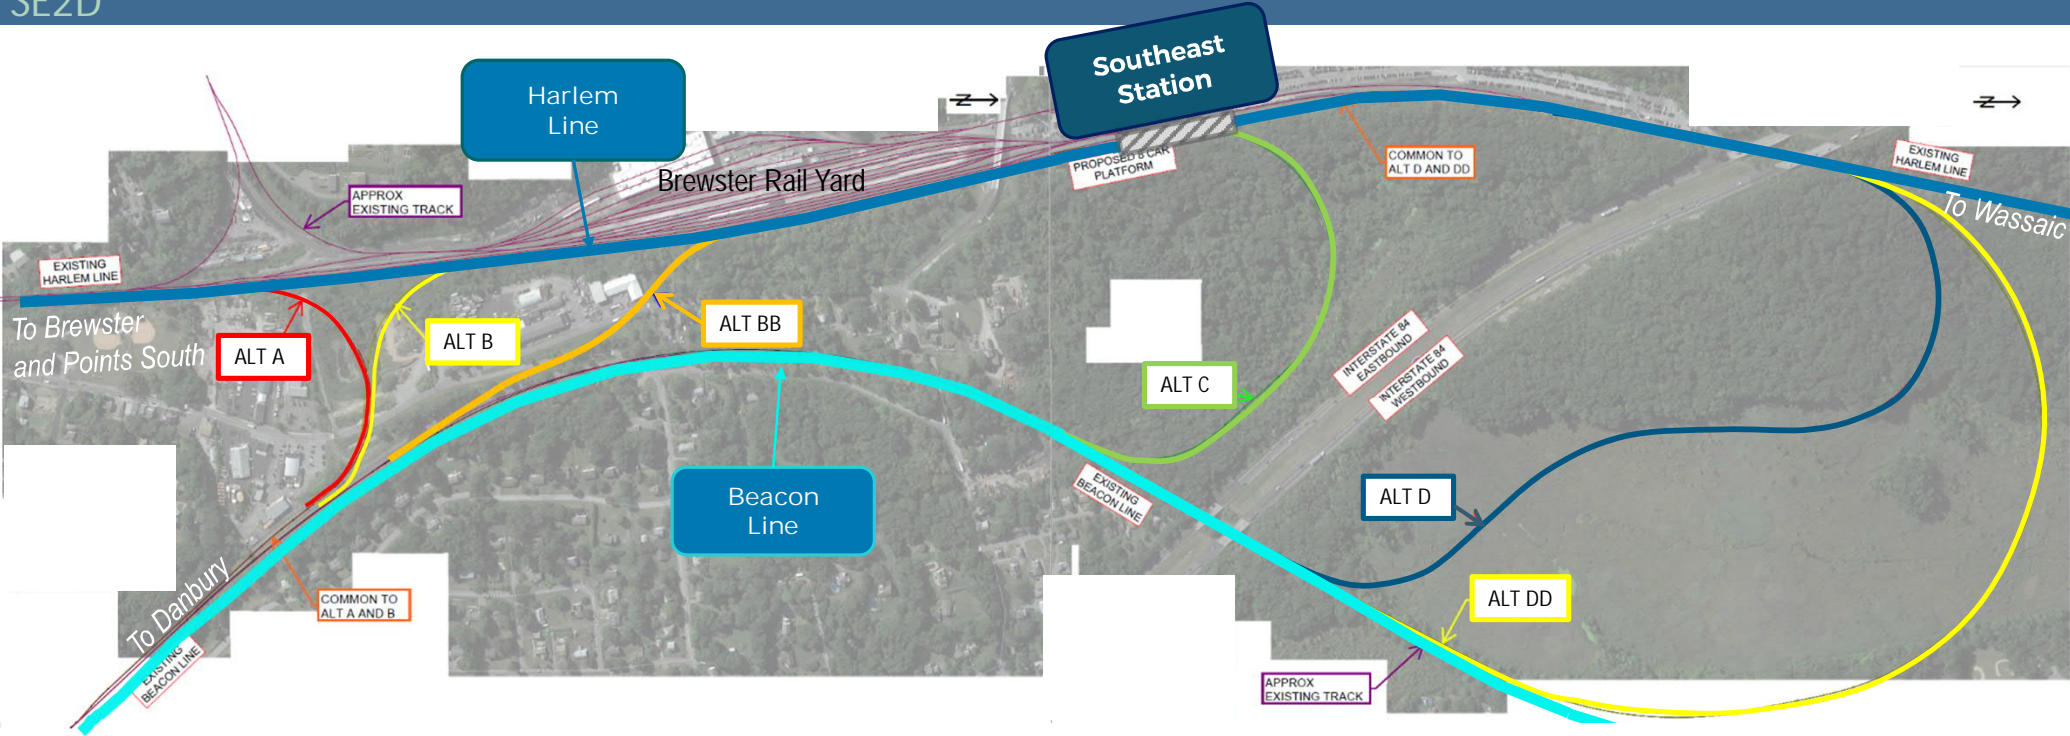 SE2D
Southeast
Station
Harlem
Line
Z
Z
Brewster Rail Yard
PROPOSED 8 CAR
PLATFORM
COMMON TO
ALT D AND DD
EXISTING
HARLEM LINE
To Wassaic
APPROX
EXISTING TRACK
EXISTING
HARLEM LINE
To Brewster
and Points South
ALT A
ALT B
ALT BB
ALT C
INTERSTATE 84
EASTBOUND
INTERSTATE 84
WESTBOUND
Beacon
Line
EXISTING
BEACON LINE
ALT D
ALT DD
To Danbury
COMMON TO
ALT A AND B
EXISTING
BEACON LINE
APPROX
EXISTING TRACK